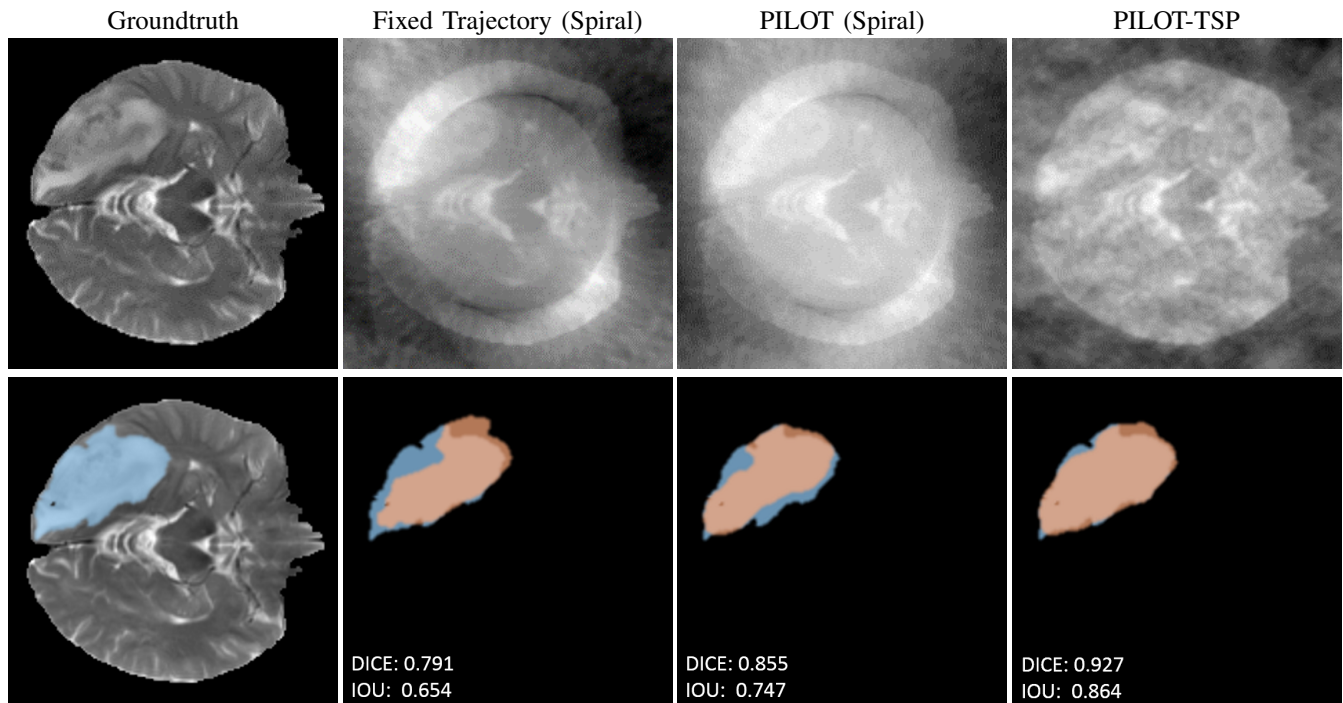 Groundtruth
Fixed Trajectory (Spiral)
PILOT (Spiral)
PILOT-TSP
DICE: 0.791
IOU: 0.654
DICE: 0.855
IOU: 0.747
DICE: 0.927
IOU: 0.864